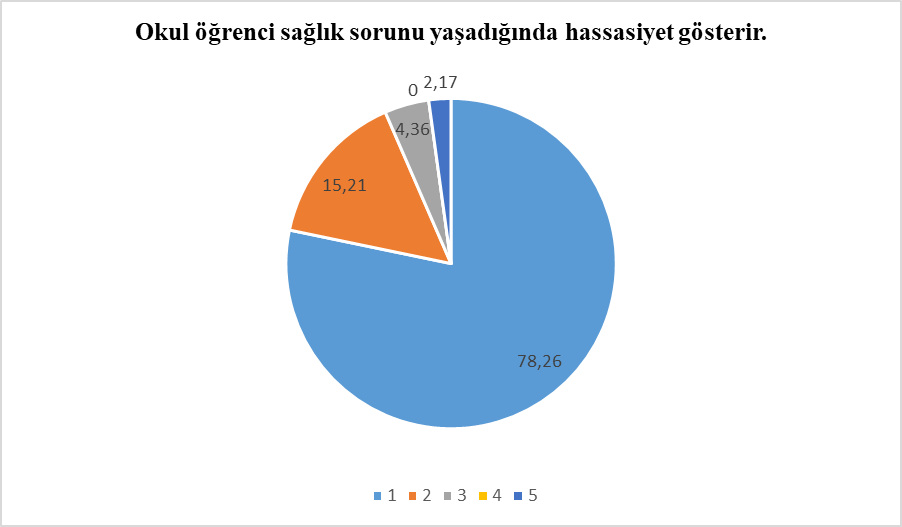 Okul öğrenci sağlık sorunu yaşadığında hassasiyet gösterir.
0 2,17
4,36
15,21
78,26
1 2 3 4 5